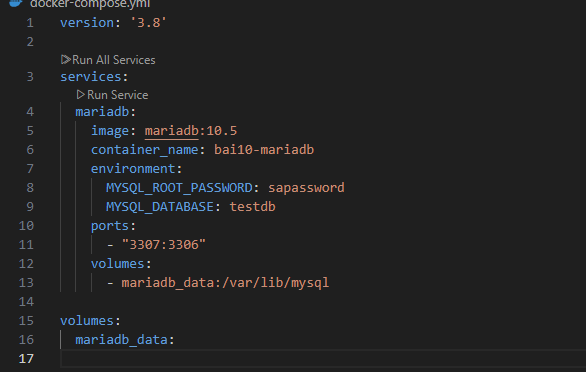 docker-compose.yml
1 version: '3.8'
2
Run All Services
3 services:
Run Service
4 mariadb:
5 image: mariadb:10.5
6 container_name: bai10-mariadb
7 environment:
8 MYSQL_ROOT_PASSWORD: sapassword
9 MYSQL_DATABASE: testdb
10 ports:
11 - "3307:3306"
12 volumes:
13 - mariadb_data:/var/lib/mysql
14
15 volumes:
16 mariadb_data:
17